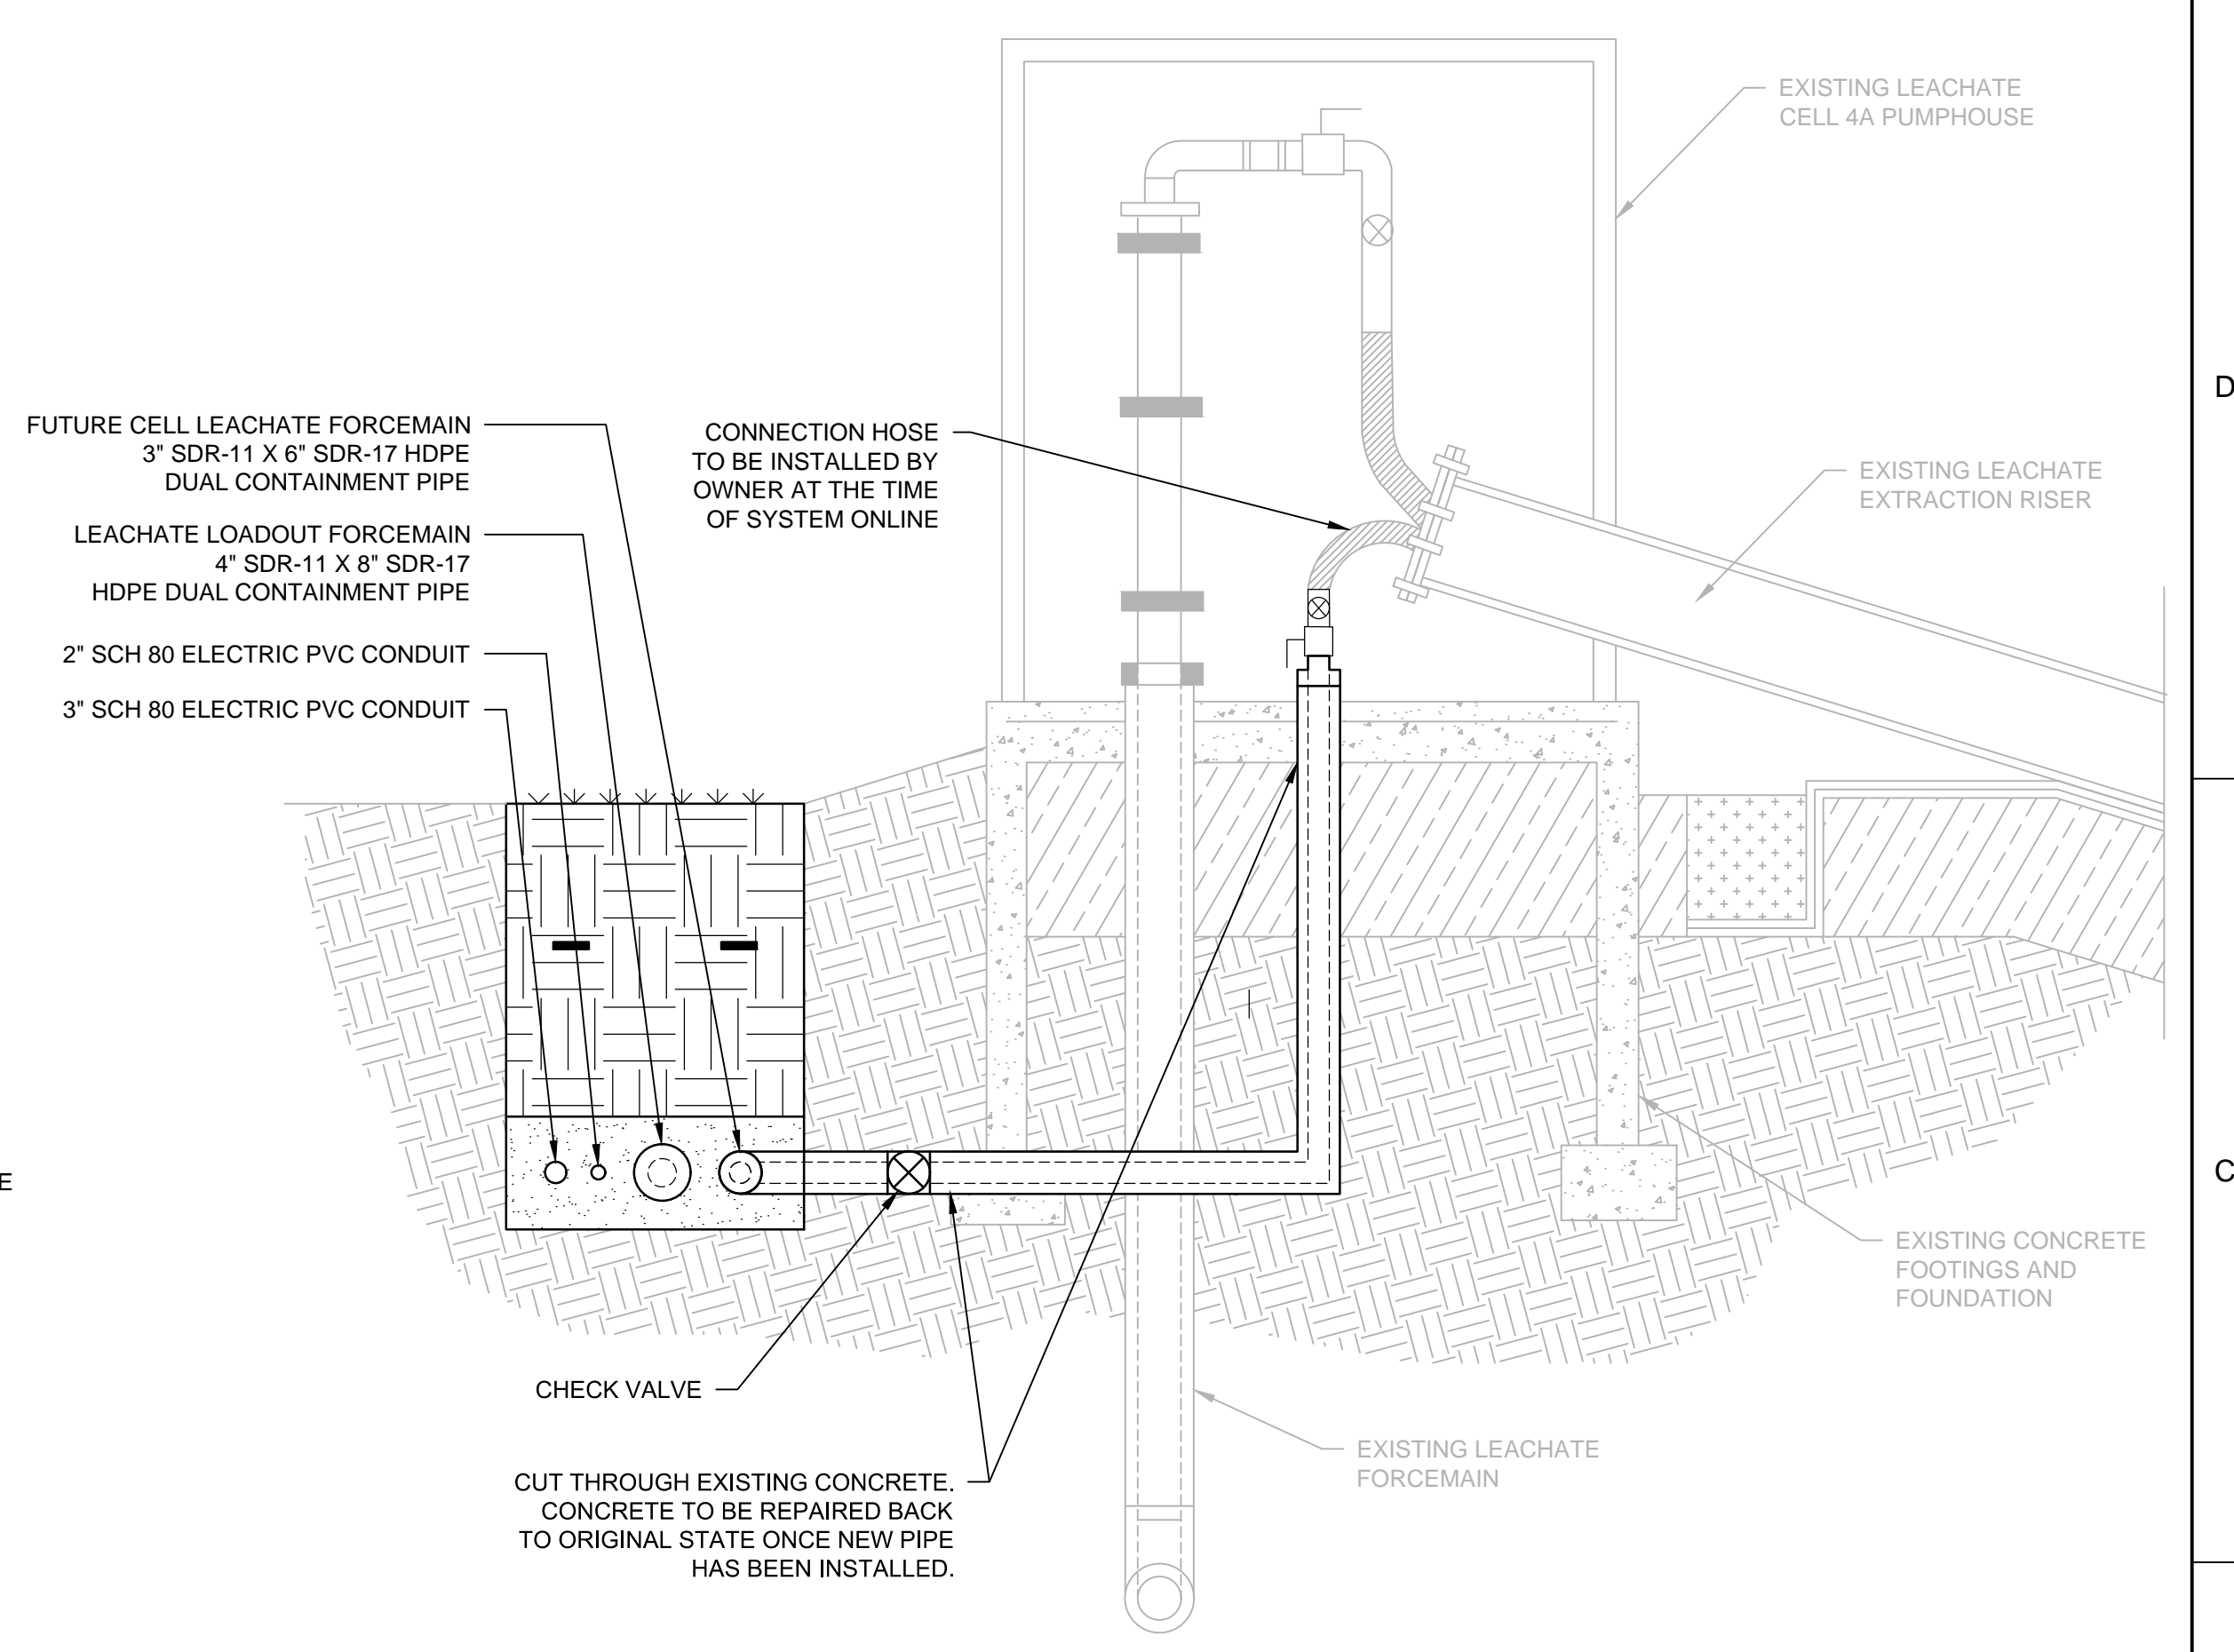 EXISTING LEACHATE
CELL 4A PUMPHOUSE
D
FUTURE CELL LEACHATE FORCEMAIN
3" SDR-11 X 6" SDR-17 HDPE
DUAL CONTAINMENT PIPE
CONNECTION HOSE
TO BE INSTALLED BY
OWNER AT THE TIME
OF SYSTEM ONLINE
EXISTING LEACHATE
EXTRACTION RISER
LEACHATE LOADOUT FORCEMAIN
4" SDR-11 X 8" SDR-17
HDPE DUAL CONTAINMENT PIPE
2" SCH 80 ELECTRIC PVC CONDUIT
3" SCH 80 ELECTRIC PVC CONDUIT
E
C
EXISTING CONCRETE
FOOTINGS AND
FOUNDATION
CHECK VALVE
EXISTING LEACHATE
FORCEMAIN
CUT THROUGH EXISTING CONCRETE.
CONCRETE TO BE REPAIRED BACK
TO ORIGINAL STATE ONCE NEW PIPE
HAS BEEN INSTALLED.